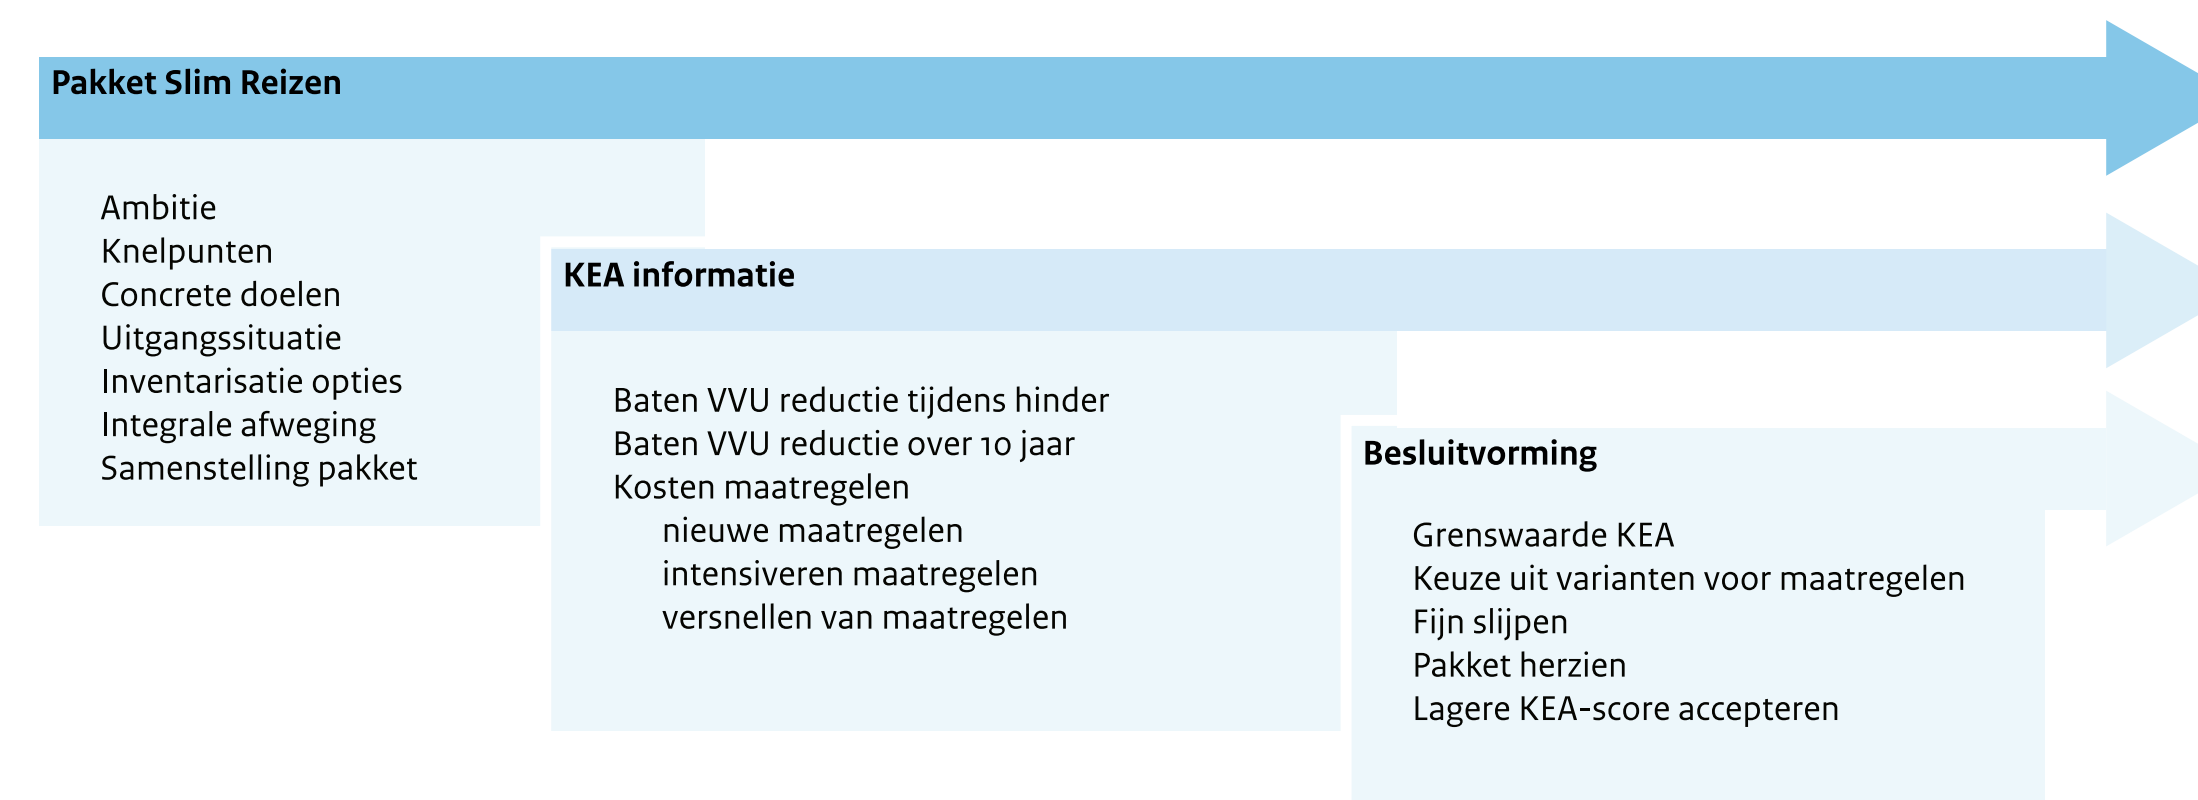 Pakket Slim Reizen
Ambitie
Knelpunten
Concrete doelen
Uitgangssituatie
Inventarisatie opties
Integrale afweging
Samenstelling pakket
KEA informatie
Baten VVU reductie tijdens hinder
Baten VVU reductie over 10 jaar
Kosten maatregelen
nieuwe maatregelen
intensiveren maatregelen
versnellen van maatregelen
Besluitvorming
Grenswaarde KEA
Keuze uit varianten voor maatregelen
Fijn slijpen
Pakket herzien
Lagere KEA-score accepteren